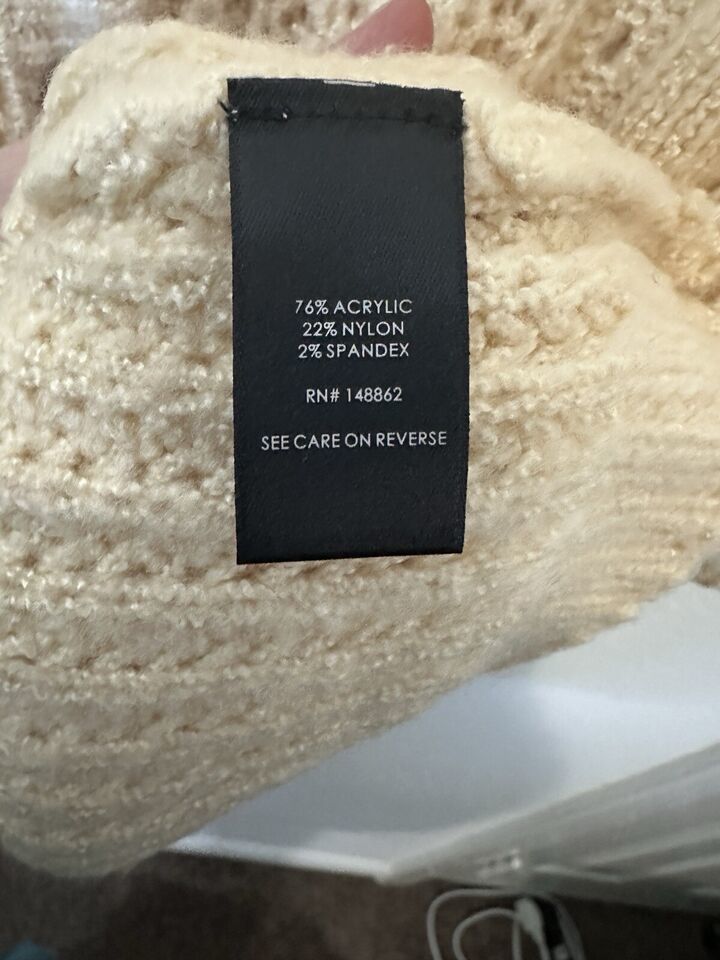 76% ACRYLIC
22% NYLON
2% SPANDEX
RN# 148862
SEE CARE ON REVERSE